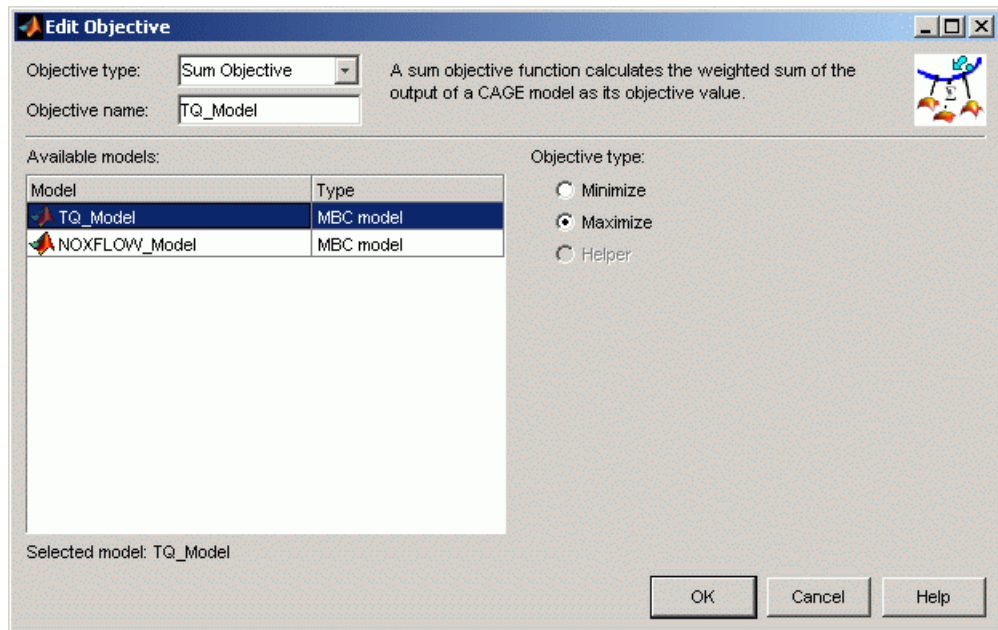 Edit Objective
Objective type: Sum Objective
A sum objective function calculates the weighted sum of the
output of a CAGE model as its objective value.
Objective name: TQ_Model
Available models:
Model Type
TQ_Model MBC model
NOXFLOW_Model MBC model
Selected model: TQ_Model
Objective type:
Minimize
Maximize
Helper
OK Cancel Help